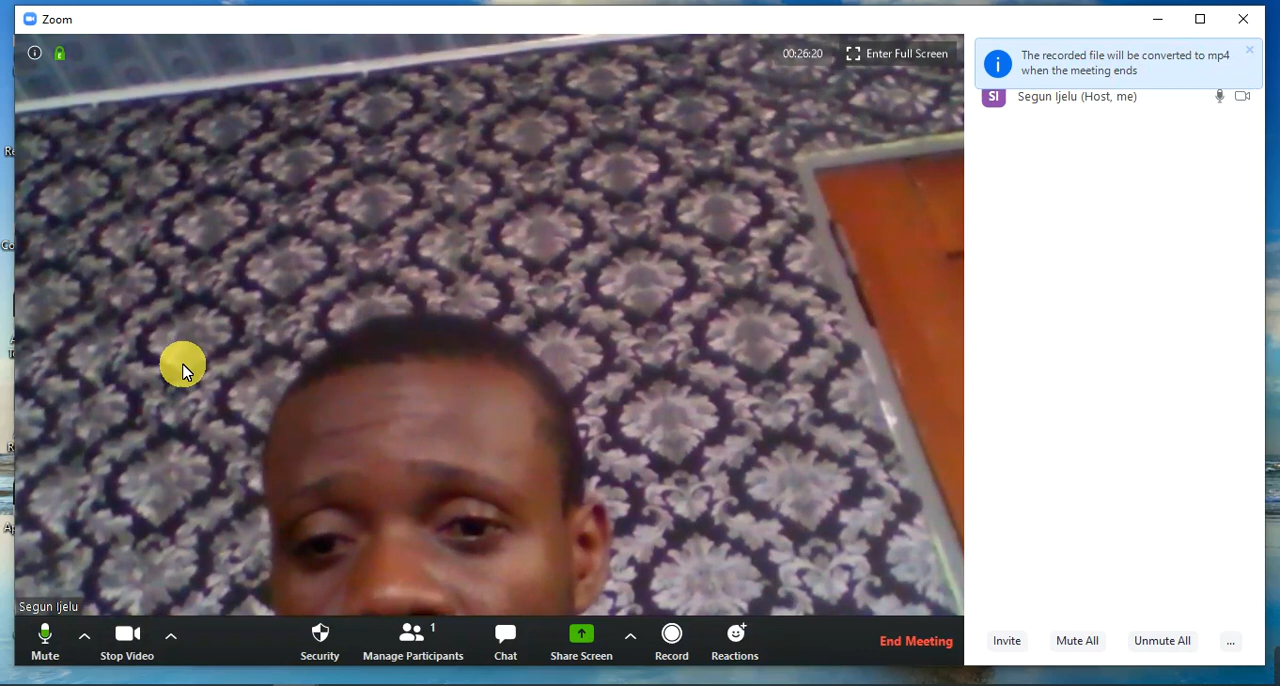 Zoom
00:26:20
Enter Full Screen
The recorded file will be converted to mp4
when the meeting ends
SI
Segun Ijelu (Host, me)
Segun Ijelu
Mute
Stop Video
Security
1
Manage Participants
Chat
Share Screen
Record
Reactions
End Meeting
Invite
Mute All
Unmute All
...